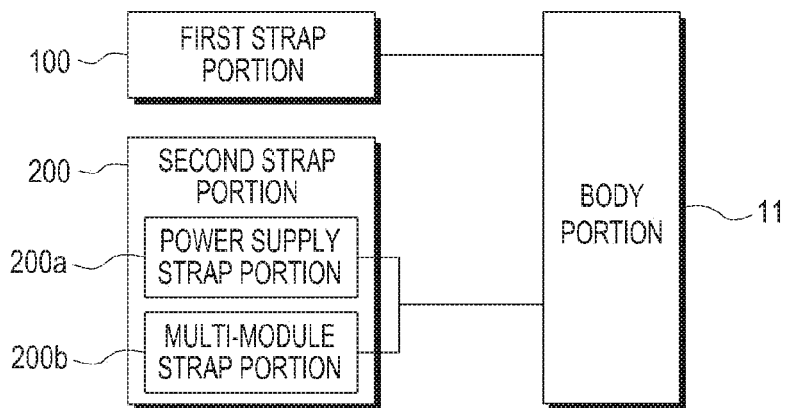 FIRST STRAP
PORTION
100
200
SECOND STRAP
PORTION
POWER SUPPLY
STRAP PORTION
200a
MULTI-MODULE
STRAP PORTION
200b
BODY
PORTION
11